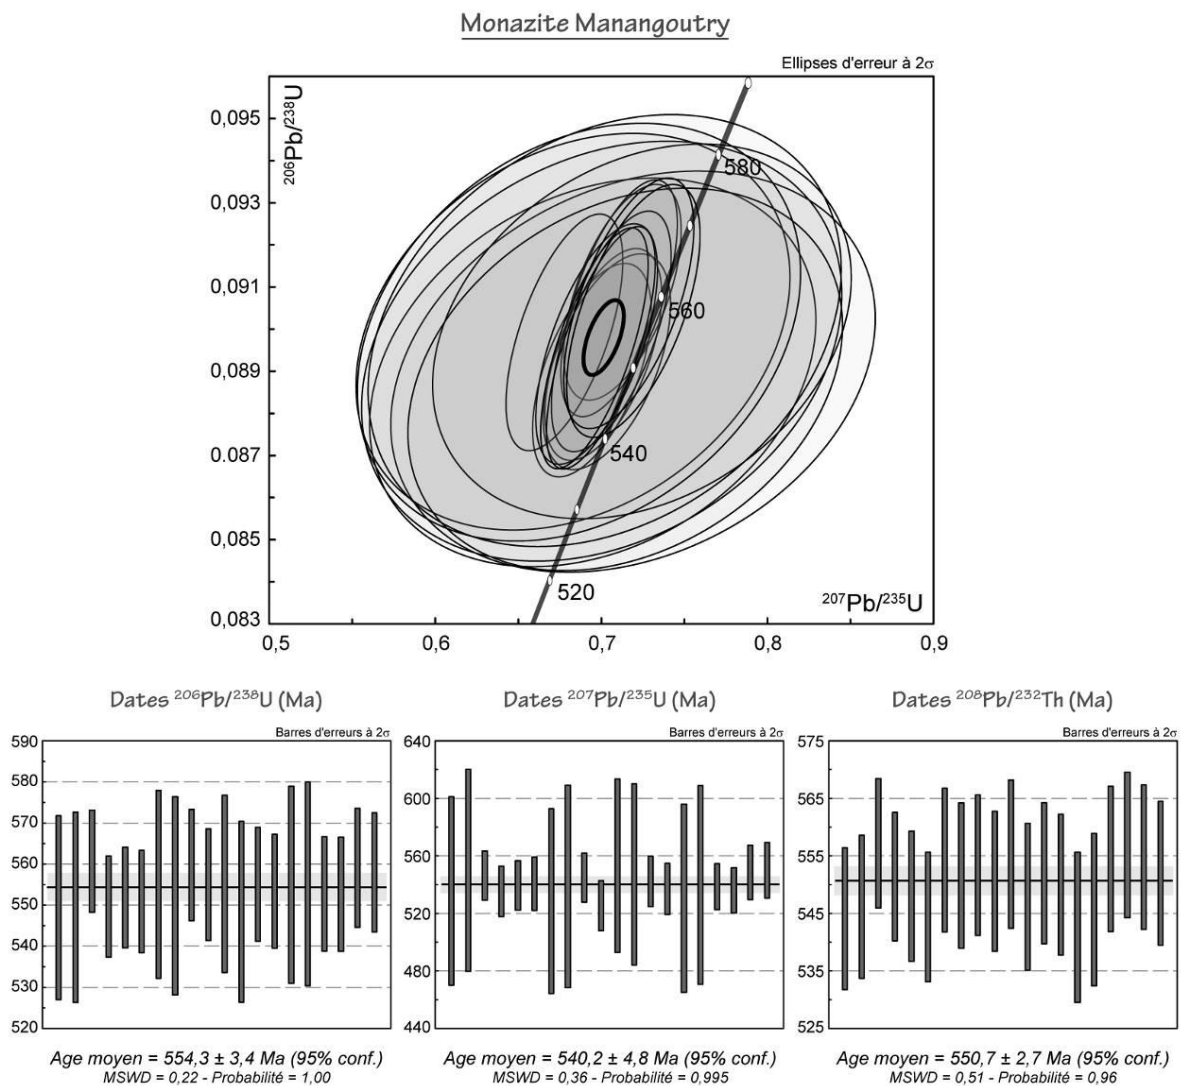 Monazite Manangoutry
Ellipses d'erreur à 2σ
²⁰⁶Pb/²³⁸U
0,095
0,093
0,091
0,089
0.087
0,085
0,083
580
560
540
520
²⁰⁷Pb/²³⁵U
0,5 0,6 0,7 0,8 0,9
Dates ²⁰⁶Pb/²³⁸U (Ma)
Barres d'erreurs à 2σ
590
580
570
560
550
540
530
520
Age moyen = 554,3 ± 3,4 Ma (95% conf.)
MSWD = 0,22 - Probabilité = 1,00
Dates ²⁰⁷Pb/²³⁵U (Ma)
Barres d'erreurs à 2σ
640
600
560
520
480
440
Age moyen = 540,2 ± 4,8 Ma (95% conf.)
MSWD = 0,36 - Probabilité = 0,995
Dates ²⁰⁸Pb/²³²Th (Ma)
Barres d'erreurs à 2σ
575
565
555
545
535
525
Age moyen = 550,7 ± 2,7 Ma (95% conf.)
MSWD = 0,51 - Probabilité = 0,96